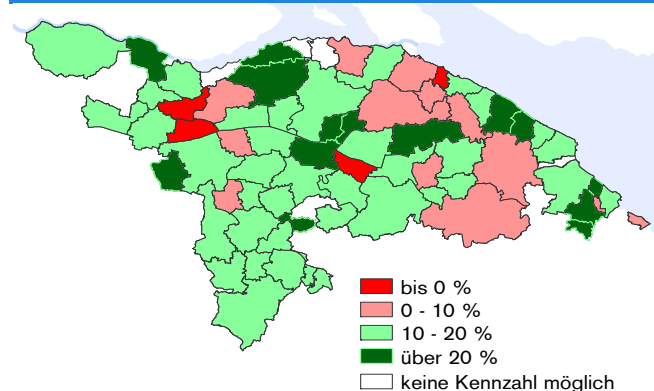 bis 0 %
0 - 10 %
10 - 20 %
über 20 %
keine Kennzahl möglich